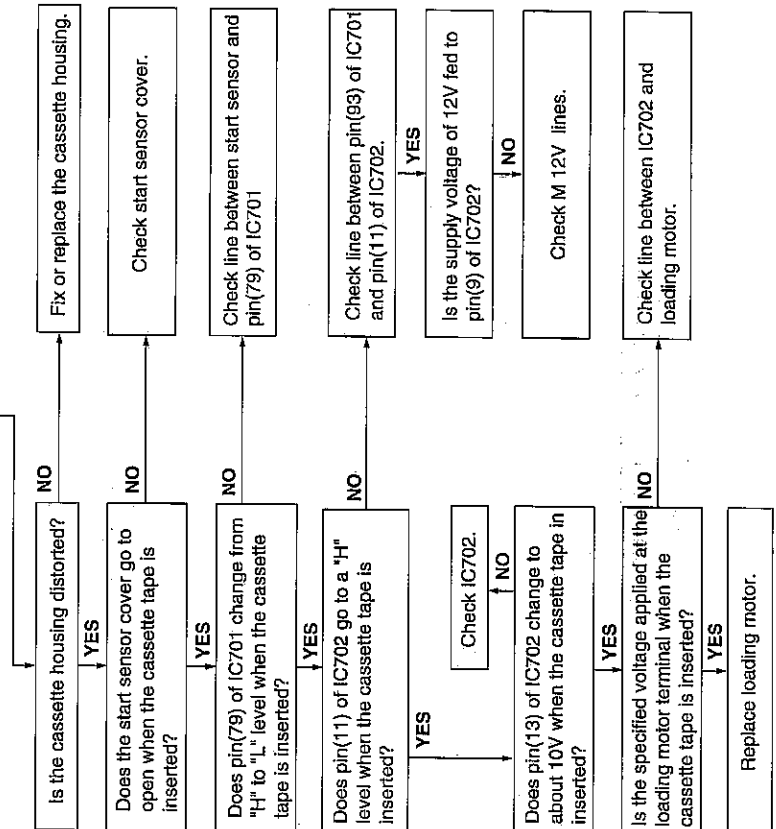 Is the cassette housing distorted?
NO
Fix or replace the cassette housing.
YES
Does the start sensor cover go to
open when the cassette tape is
inserted?
NO
Check start sensor cover.
YES
Does pin(79) of IC701 change from
"H" to "L" level when the cassette
tape is inserted?
NO
Check line between start sensor and
pin(79) of IC701
YES
Does pin(11) of IC702 go to a "H"
level when the cassette tape is
inserted?
NO
Check line between pin(93) of IC701
and pin(11) of IC702.
YES
Is the supply voltage of 12V fed to
pin(9) of IC702?
NO
Check M 12V lines.
YES
Check IC702.
NO
Does pin(13) of IC702 change to
about 10V when the cassette tape in
inserted?
YES
Is the specified voltage applied at the
loading motor terminal when the
cassette tape is inserted?
NO
Check line between IC702 and
loading motor.
YES
Replace loading motor.